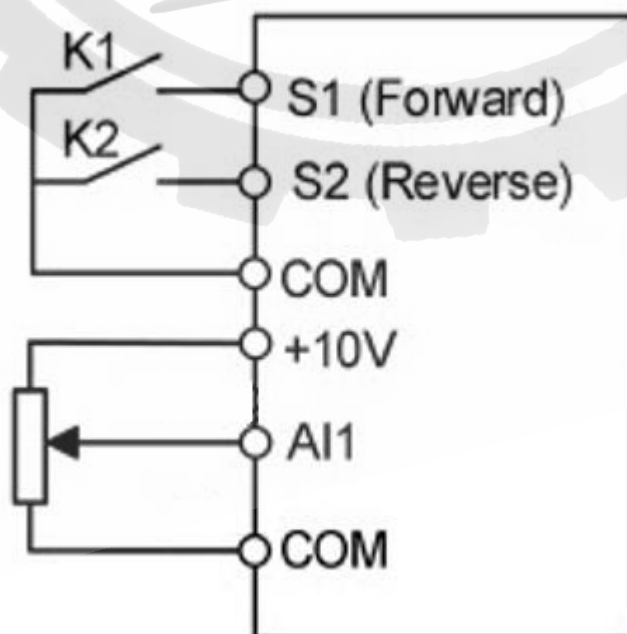 K1
S1 (Forward)
K2
S2 (Reverse)
COM
+10V
AI1
COM